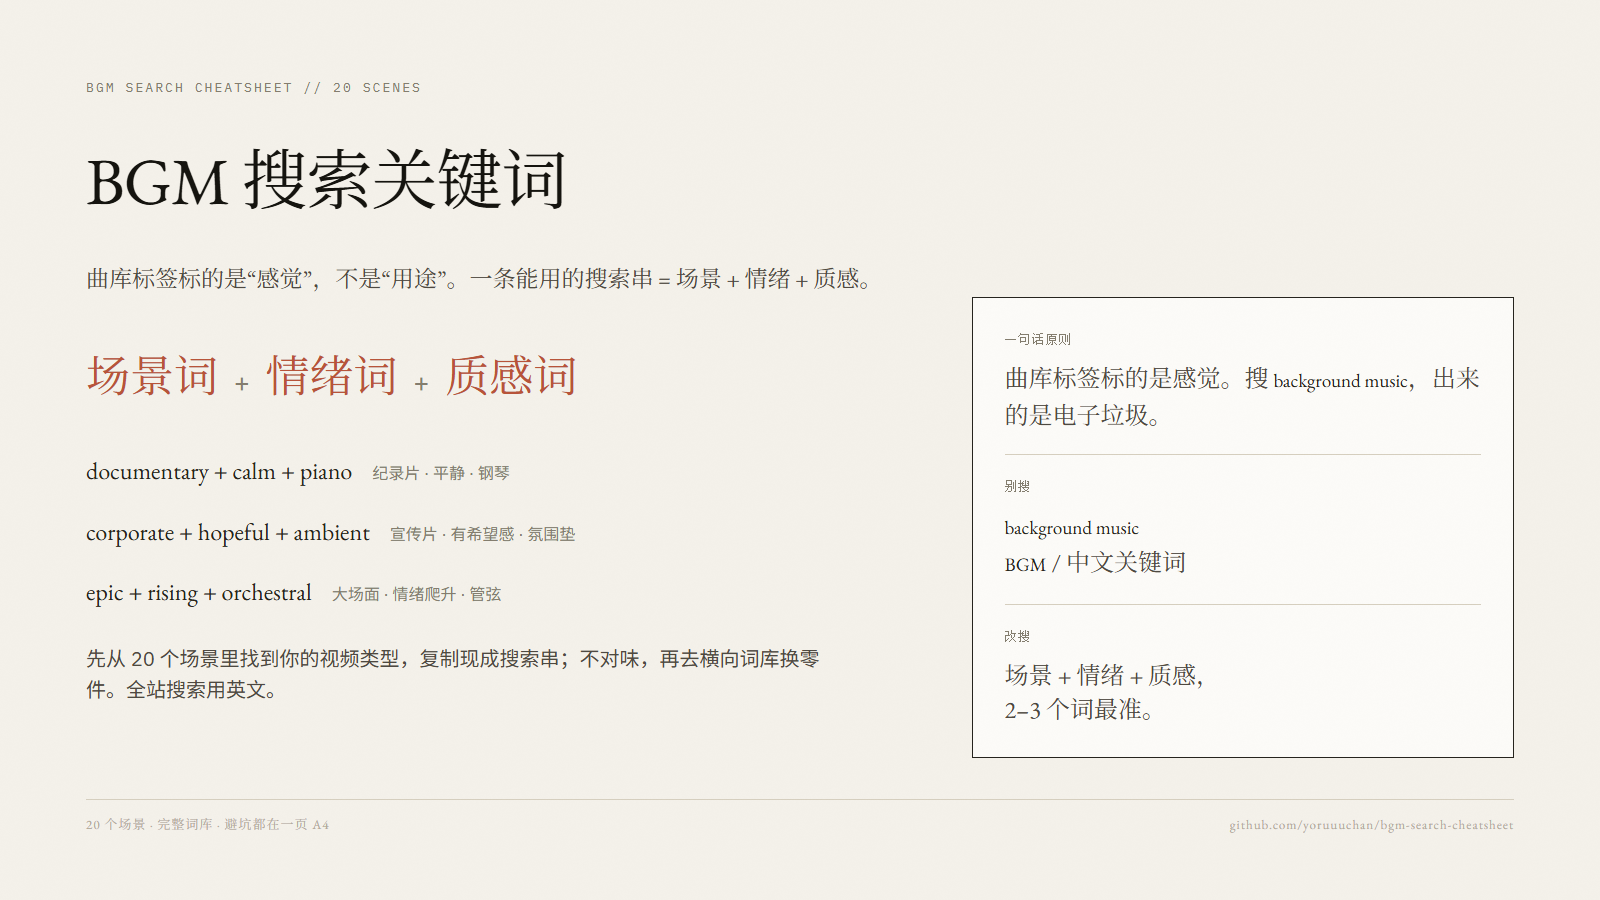 BGM SEARCH CHEATSHEET // 20 SCENES
BGM 搜索关键词
曲库标签标的是“感觉”，不是“用途”。一条能用的搜索串 = 场景 + 情绪 + 质感。
场景词 + 情绪词 + 质感词
documentary + calm + piano 纪录片 · 平静 · 钢琴
corporate + hopeful + ambient 宣传片 · 有希望感 · 氛围垫
epic + rising + orchestral 大场面 · 情绪爬升 · 管弦
先从 20 个场景里找到你的视频类型，复制现成搜索串；不对味，再去横向词库换零
件。全站搜索用英文。
一句话原则
曲库标签标的是感觉。搜 background music，出来
的是电子垃圾。
别搜
background music
BGM / 中文关键词
改搜
场景 + 情绪 + 质感，
2–3 个词最准。
20 个场景 · 完整词库 · 避坑都在一页 A4
github.com/yoruuuchan/bgm-search-cheatsheet